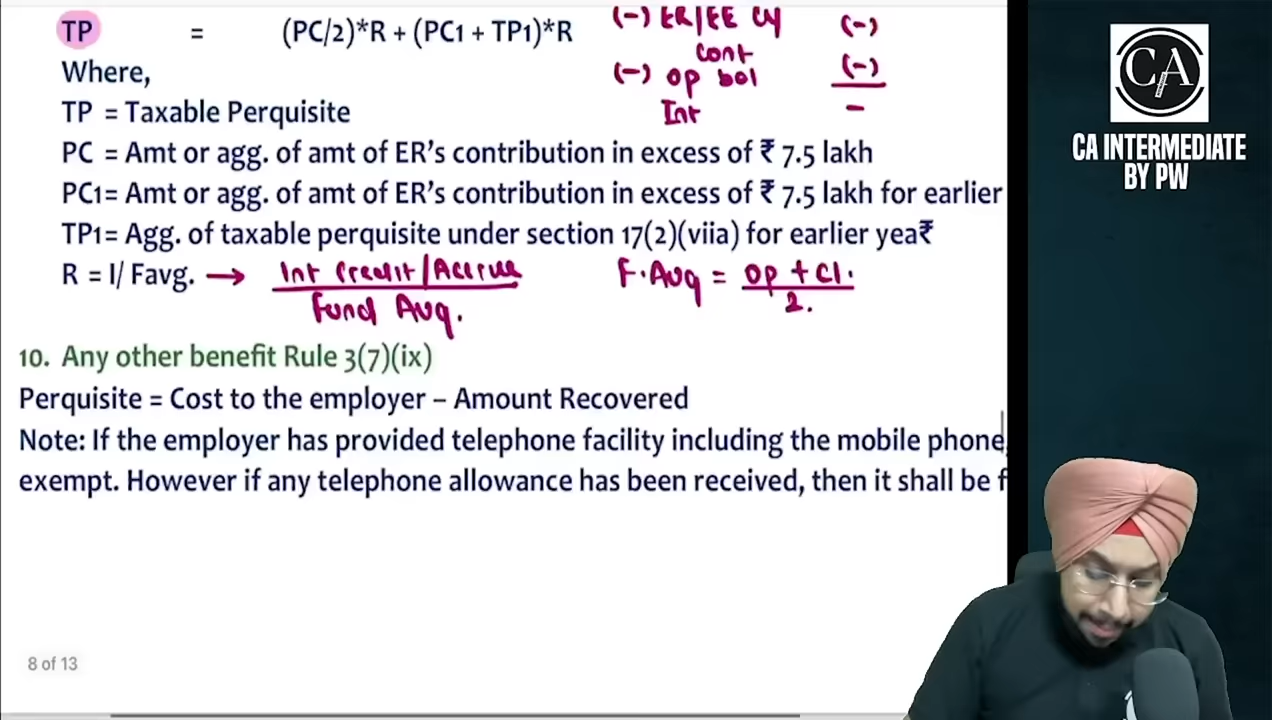 TP = (PC/2)*R + (PC1 + TP1)*R
(-) ER/EE Cy (-)
Cont
(-) Op bal (-)
Int -
Where,
TP = Taxable Perquisite
PC = Amt or agg. of amt of ER's contribution in excess of ₹ 7.5 lakh
PC1= Amt or agg. of amt of ER's contribution in excess of ₹ 7.5 lakh for earlier
TP1= Agg. of taxable perquisite under section 17(2)(viia) for earlier yea₹
R = I/ Favg. → Int Credit/Accrue
Fund Avg.
F.Avg = Op + Cl.
2.
10. Any other benefit Rule 3(7)(ix)
Perquisite = Cost to the employer – Amount Recovered
Note: If the employer has provided telephone facility including the mobile phone,
exempt. However if any telephone allowance has been received, then it shall be f
8 of 13
CA
CA INTERMEDIATE
BY PW